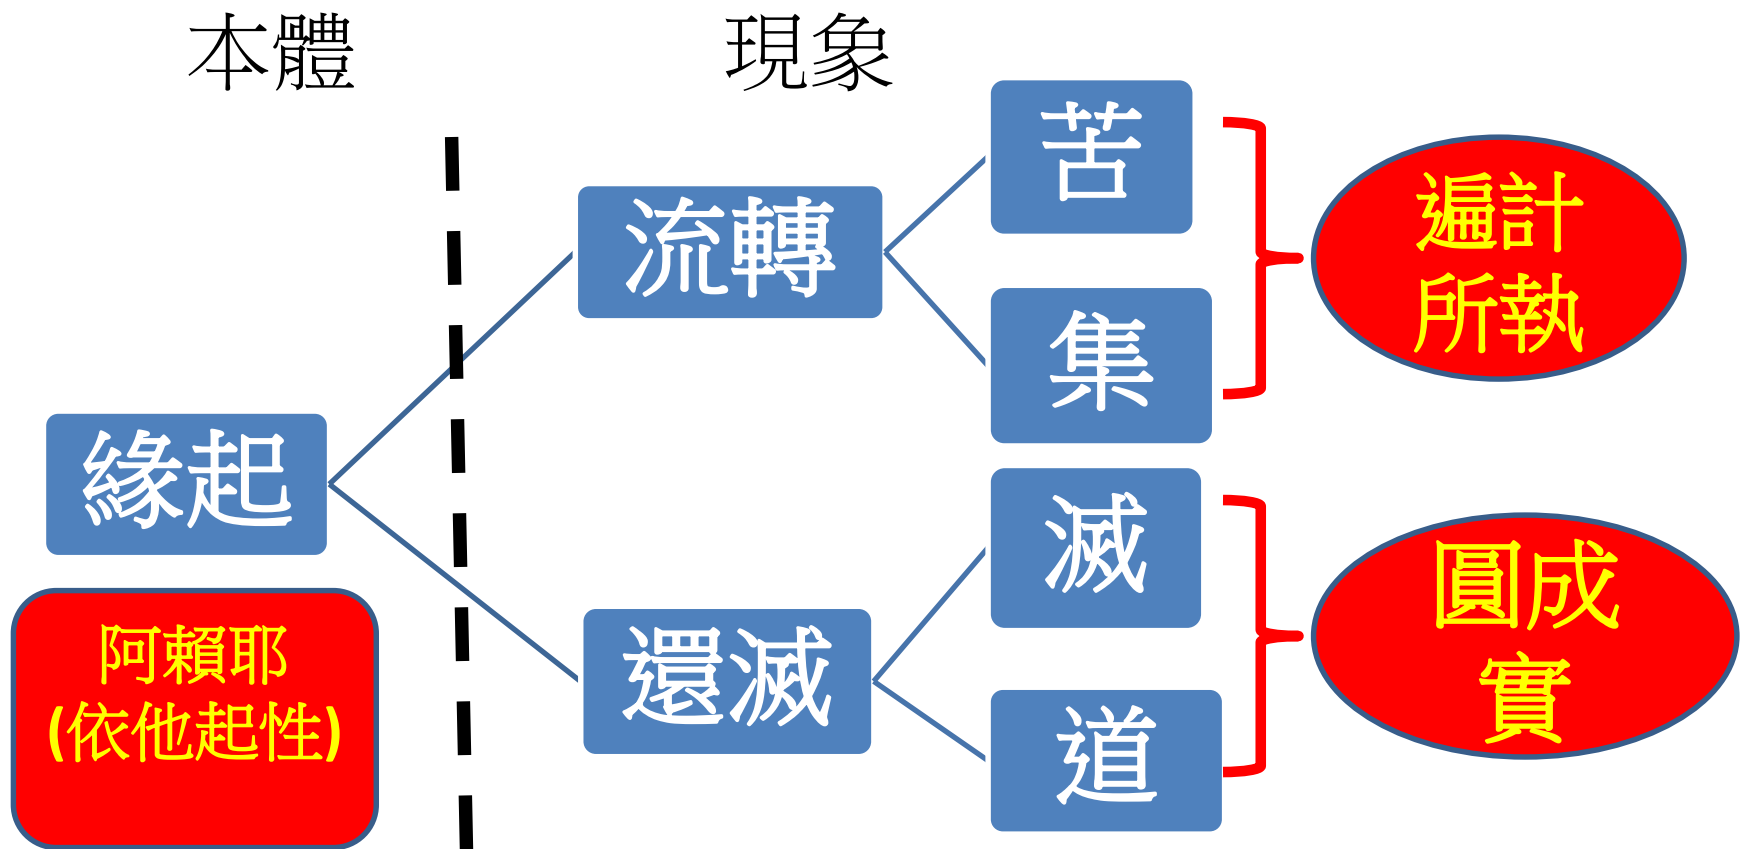 本體
現象
苦
流轉
遍計
所執
集
緣起
滅
圓成
實
阿賴耶
(依他起性)
還滅
道